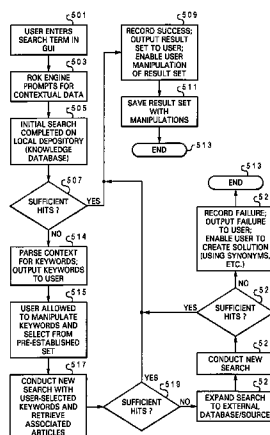 501
USER ENTERS
SEARCH TERM IN
GUI
503
ROK ENGINE
PROMPTS FOR
CONTEXTUAL DATA
505
INITIAL SEARCH
COMPLETED ON
LOCAL DEPOSITORY
(KNOWLEDGE
DATABASE)
507
SUFFICIENT
HITS ?
YES
NO
514
PARSE CONTEXT
FOR KEYWORDS;
OUTPUT KEYWORDS
TO USER
515
USER ALLOWED
TO MANIPULATE
KEYWORDS AND
SELECT FROM
PRE-ESTABLISHED
SET
517
CONDUCT NEW
SEARCH WITH
USER-SELECTED
KEYWORDS AND
RETRIEVE
ASSOCIATED
ARTICLES
509
RECORD SUCCESS;
OUTPUT RESULT
SET TO USER;
ENABLE USER
MANIPULATION
OF RESULT SET
511
SAVE RESULT SET
WITH
MANIPULATIONS
END
513
519
SUFFICIENT
HITS ?
YES
NO
52
EXPAND SEARCH
TO EXTERNAL
DATABASE/SOURCE
52
CONDUCT NEW
SEARCH
52
SUFFICIENT
HITS ?
YES
NO
52
RECORD FAILURE;
OUTPUT FAILURE
TO USER;
ENABLE USER TO
CREATE SOLUTION
(USING SYNONYMS,
ETC.)
513
END